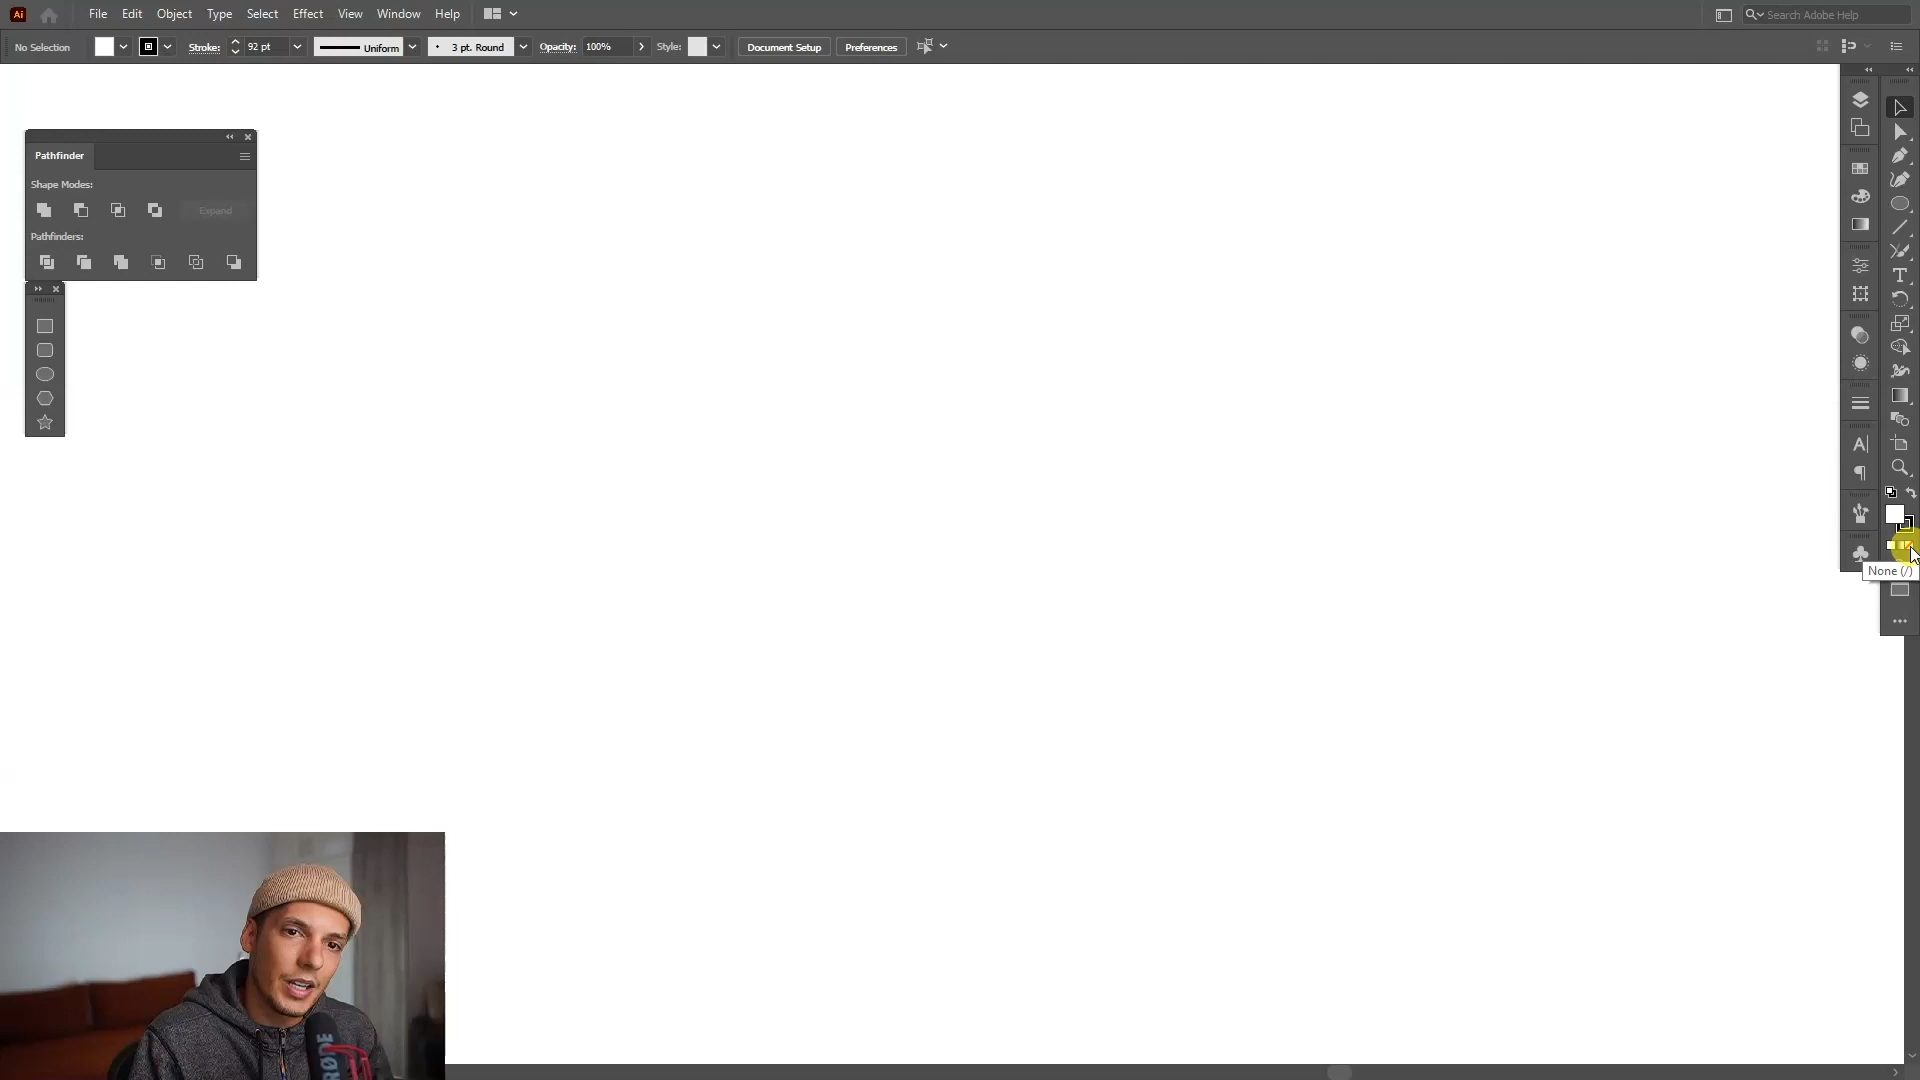 Ai File Edit Object Type Select Effect View Window Help Search Adobe Help
No Selection Stroke: 92 pt Uniform 3 pt. Round Opacity: 100% Style: Document Setup Preferences
Pathfinder
Shape Modes:
Expand
Pathfinders:
None (/)
RØDE